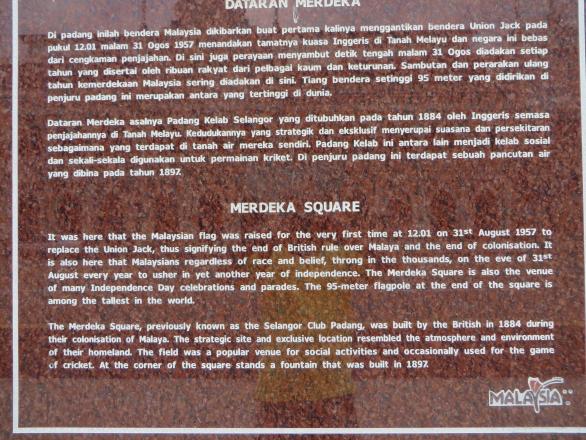 DATARAN MERDEKA
Di padang inilah bendera Malaysia dikibarkan buat pertama kalinya menggantikan bendera Union Jack pada
pukul 12.01 malam 31 Ogos 1957 menandakan tamatnya kuasa Inggeris di Tanah Melayu dan negara ini bebas
dari cengkaman penjajahan. Di sini juga perayaan menyambut detik tengah malam 31 Ogos diadakan setiap
tahun yang disertai oleh ribuan rakyat dari pelbagai kaum dan keturunan. Sambutan dan perarakan ulang
tahun kemerdekaan Malaysia sering diadakan di sini. Tiang bendera setinggi 95 meter yang didirikan di
penjuru padang ini merupakan antara yang tertinggi di dunia.
Dataran Merdeka asalnya Padang Kelab Selangor yang ditubuhkan pada tahun 1884 oleh Inggeris semasa
penjajahannya di Tanah Melayu. Kedudukannya yang strategik dan eksklusif menyerupai suasana dan persekitaran
sebagaimana yang terdapat di tanah air mereka sendiri. Padang Kelab ini antara lain menjadi kelab sosial
dan sekali-sekala digunakan untuk permainan kriket. Di penjuru padang ini terdapat sebuah pancutan air
yang dibina pada tahun 1897.
MERDEKA SQUARE
It was here that the Malaysian flag was raised for the very first time at 12.01 on 31st August 1957 to
replace the Union Jack, thus signifying the end of British rule over Malaya and the end of colonisation. It
is also here that Malaysians regardless of race and belief, throng in the thousands, on the eve of 31st
August every year to usher in yet another year of independence. The Merdeka Square is also the venue
of many Independence Day celebrations and parades. The 95-meter flagpole at the end of the square is
among the tallest in the world.
The Merdeka Square, previously known as the Selangor Club Padang, was built by the British in 1884 during
their colonisation of Malaya. The strategic site and exclusive location resembled the atmosphere and environment
of their homeland. The field was a popular venue for social activities and occasionally used for the game
of cricket. At the corner of the square stands a fountain that was built in 1897.
MALAYSIA